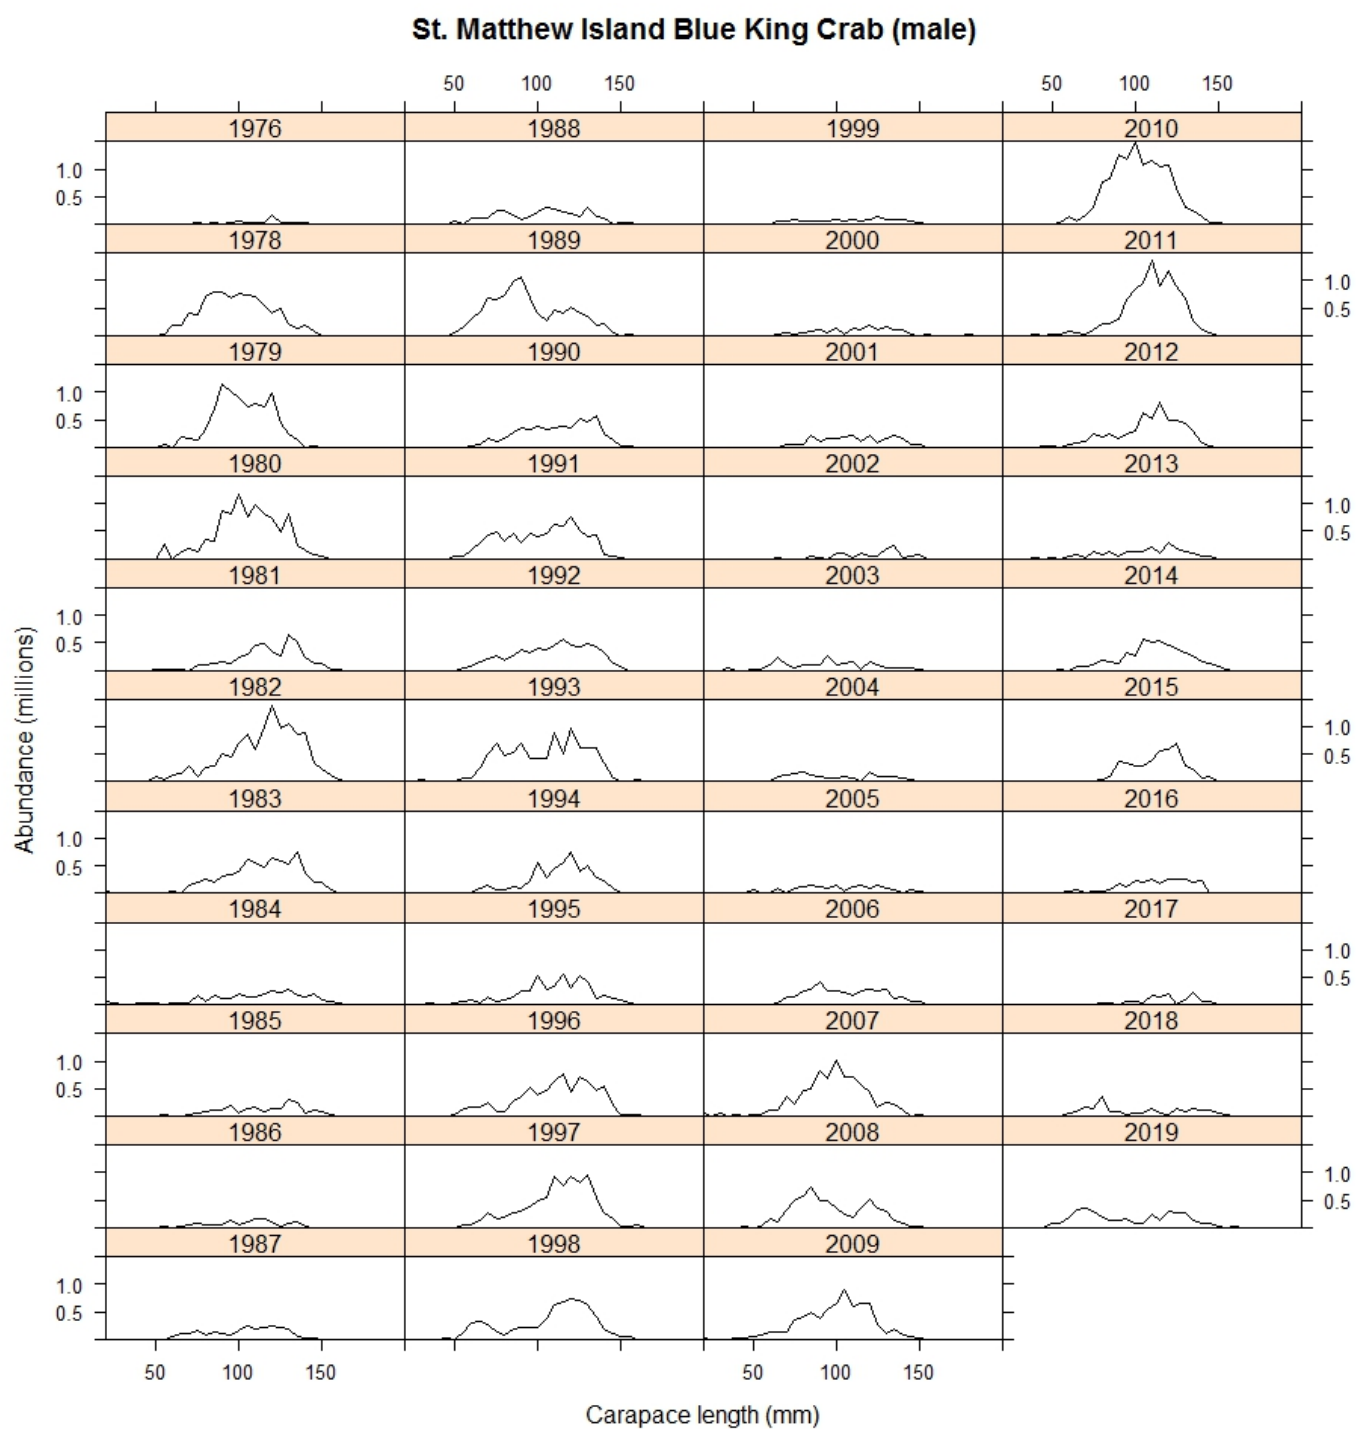 St. Matthew Island Blue King Crab (male)
50 100 150 50 100 150
1976 1988 1999 2010
1.0
0.5
1978 1989 2000 2011
1.0
0.5
1979 1990 2001 2012
1.0
0.5
1980 1991 2002 2013
1.0
0.5
1981 1992 2003 2014
1.0
0.5
1982 1993 2004 2015
1.0
0.5
1983 1994 2005 2016
1.0
0.5
1984 1995 2006 2017
1.0
0.5
1985 1996 2007 2018
1.0
0.5
1986 1997 2008 2019
1.0
0.5
1987 1998 2009
1.0
0.5
50 100 150 50 100 150
Abundance (millions)
Carapace length (mm)